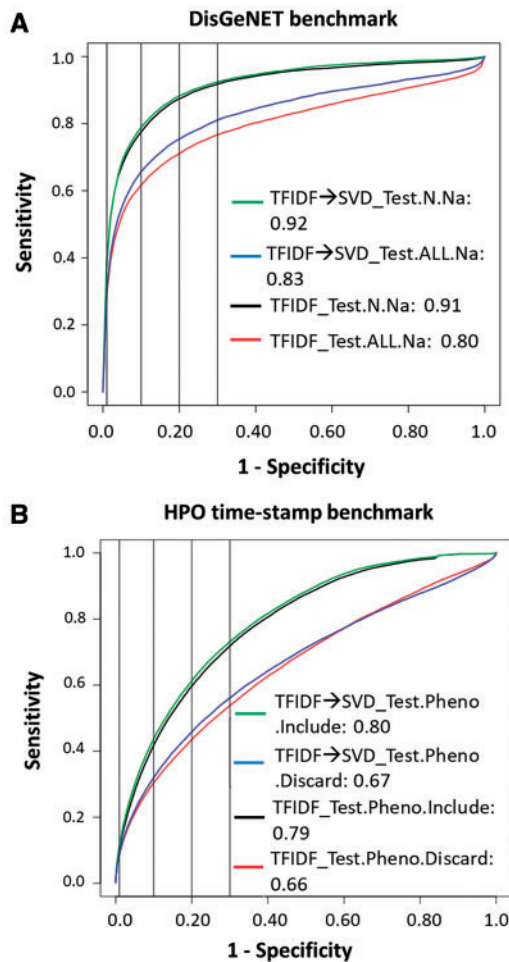 A
DisGeNET benchmark
1.0
0.8
0.6
0.4
0.2
0.0
Sensitivity
TFIDF→SVD_Test.N.Na:
0.92
TFIDF→SVD_Test.ALL.Na:
0.83
TFIDF_Test.N.Na: 0.91
TFIDF_Test.ALL.Na: 0.80
0.0 0.20 0.40 0.60 0.80 1.0
1 - Specificity
B
HPO time-stamp benchmark
1.0
0.8
0.6
0.4
0.2
0.0
Sensitivity
TFIDF→SVD_Test.Pheno
.Include: 0.80
TFIDF→SVD_Test.Pheno
.Discard: 0.67
TFIDF_Test.Pheno.Include:
0.79
TFIDF_Test.Pheno.Discard:
0.66
0.0 0.20 0.40 0.60 0.80 1.0
1 - Specificity